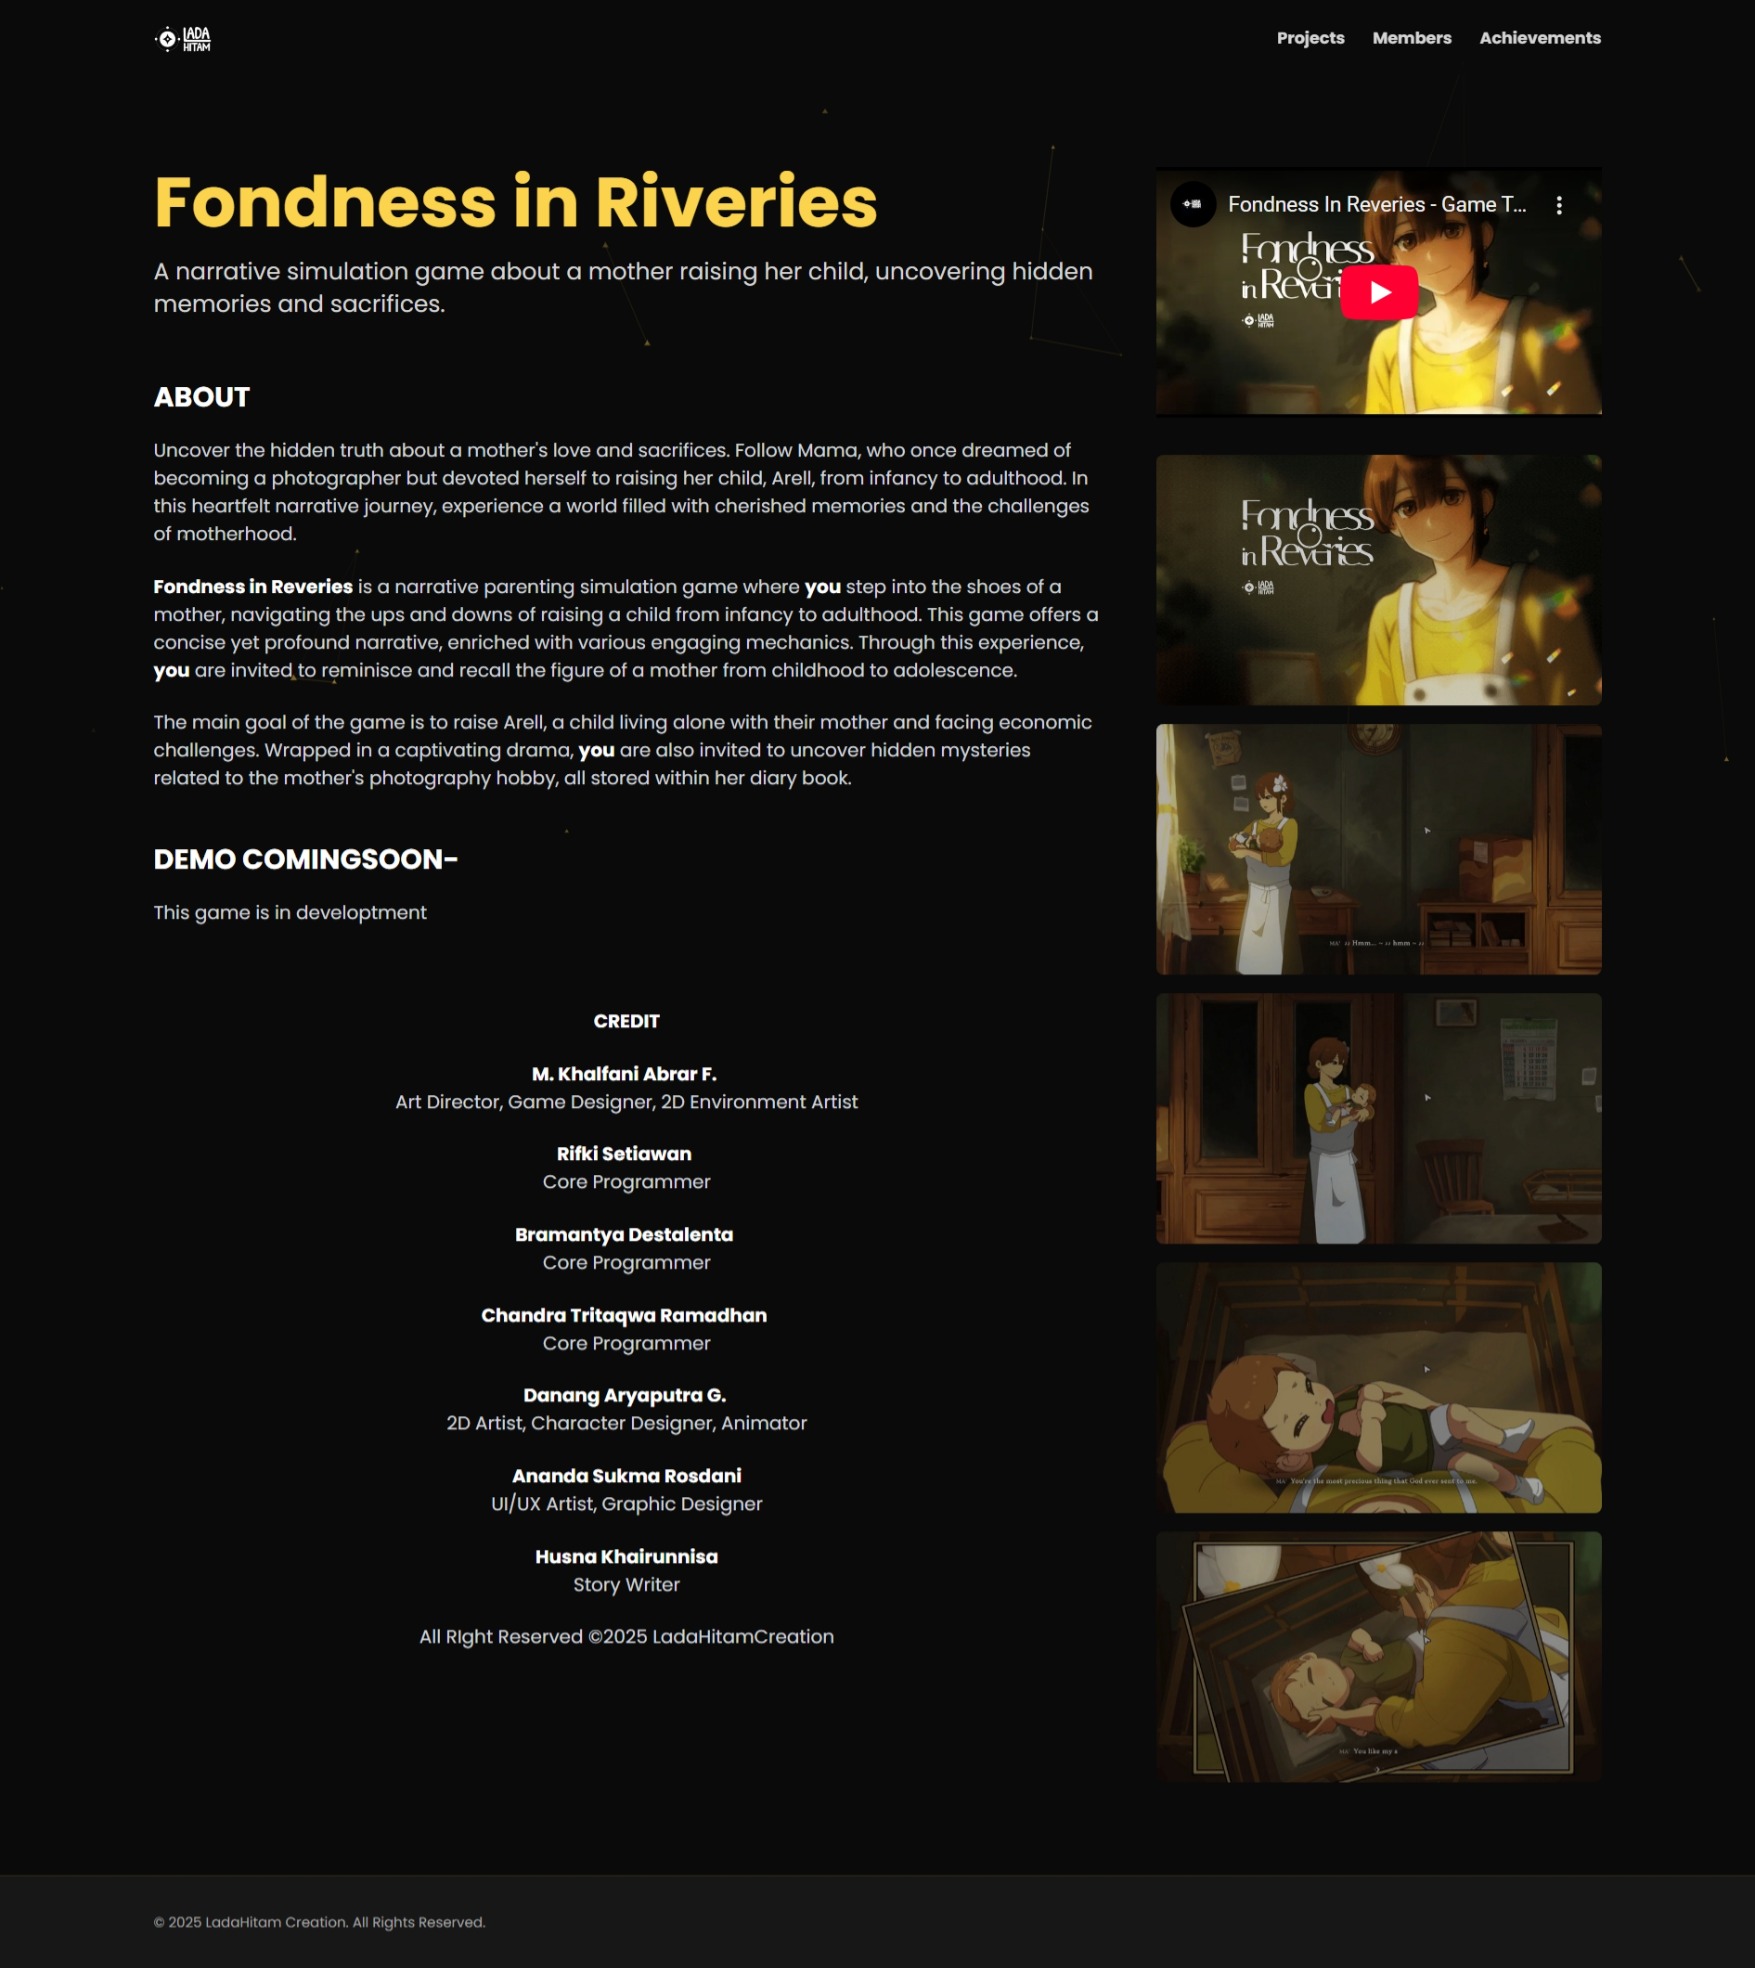 LADA
HITAM
Projects Members Achievements
Fondness in Riveries
A narrative simulation game about a mother raising her child, uncovering hidden
memories and sacrifices.
ABOUT
Uncover the hidden truth about a mother's love and sacrifices. Follow Mama, who once dreamed of
becoming a photographer but devoted herself to raising her child, Arell, from infancy to adulthood. In
this heartfelt narrative journey, experience a world filled with cherished memories and the challenges
of motherhood.
Fondness in Reveries is a narrative parenting simulation game where you step into the shoes of a
mother, navigating the ups and downs of raising a child from infancy to adulthood. This game offers a
concise yet profound narrative, enriched with various engaging mechanics. Through this experience,
you are invited to reminisce and recall the figure of a mother from childhood to adolescence.
The main goal of the game is to raise Arell, a child living alone with their mother and facing economic
challenges. Wrapped in a captivating drama, you are also invited to uncover hidden mysteries
related to the mother's photography hobby, all stored within her diary book.
DEMO COMINGSOON-
This game is in developtment
CREDIT
M. Khalfani Abrar F.
Art Director, Game Designer, 2D Environment Artist
Rifki Setiawan
Core Programmer
Bramantya Destalenta
Core Programmer
Chandra Tritaqwa Ramadhan
Core Programmer
Danang Aryaputra G.
2D Artist, Character Designer, Animator
Ananda Sukma Rosdani
UI/UX Artist, Graphic Designer
Husna Khairunnisa
Story Writer
All RIght Reserved ©2025 LadaHitamCreation
Fondness In Reveries - Game T...
Fondness
in Reveri
LADA
HITAM
Fondness
in Reveries
LADA
HITAM
MA' ♪♪ Hmm... ~ ♪♪ hmm ~ ♪♪
MA' You're the most precious thing that God ever sent to me.
MA' You like my a
© 2025 LadaHitam Creation. All Rights Reserved.